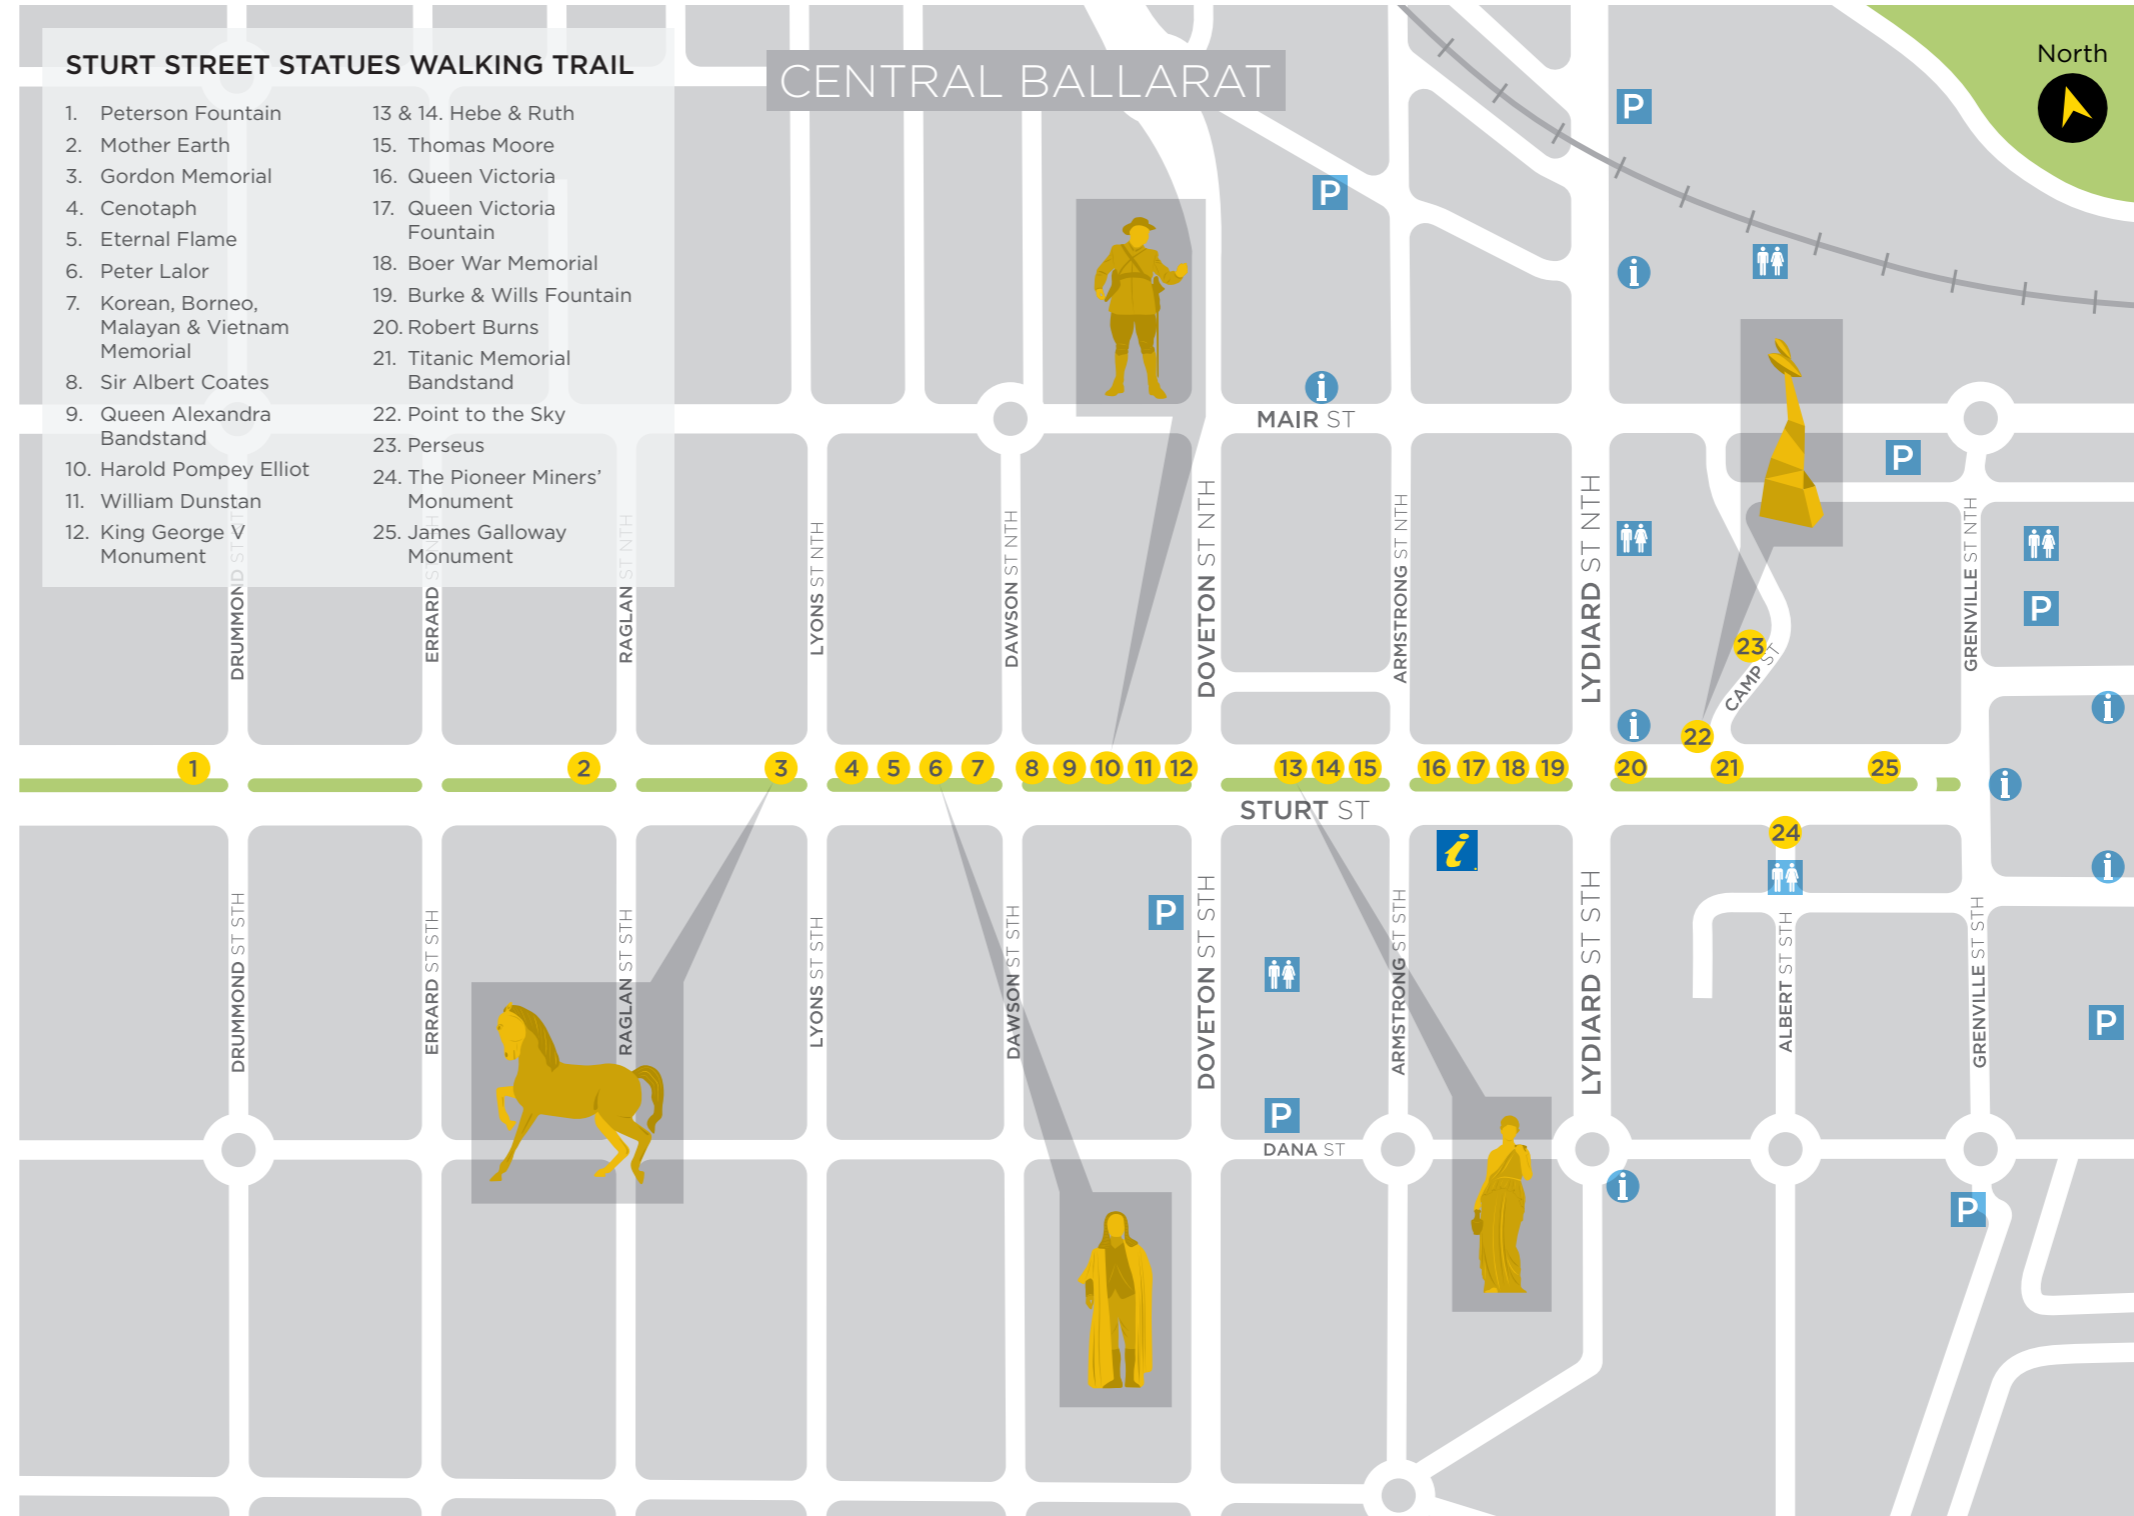 STURT STREET STATUES WALKING TRAIL
1. Peterson Fountain
2. Mother Earth
3. Gordon Memorial
4. Cenotaph
5. Eternal Flame
6. Peter Lalor
7. Korean, Borneo,
Malayan & Vietnam
Memorial
8. Sir Albert Coates
9. Queen Alexandra
Bandstand
10. Harold Pompey Elliot
11. William Dunstan
12. King George V
Monument
13 & 14. Hebe & Ruth
15. Thomas Moore
16. Queen Victoria
17. Queen Victoria
Fountain
18. Boer War Memorial
19. Burke & Wills Fountain
20. Robert Burns
21. Titanic Memorial
Bandstand
22. Point to the Sky
23. Perseus
24. The Pioneer Miners'
Monument
25. James Galloway
Monument
CENTRAL BALLARAT
North
P
P
i
i
MAIR ST
P
P
DRUMMOND ST NTH
ERRARD ST NTH
RAGLAN ST NTH
LYONS ST NTH
DAWSON ST NTH
DOVETON ST NTH
ARMSTRONG ST NTH
LYDIARD ST NTH
GRENVILLE ST NTH
23
CAMP ST
i
22
i
1
2
3
4
5
6
7
8
9
10
11
12
13
14
15
16
17
18
19
20
21
25
i
STURT ST
24
i
i
P
DRUMMOND ST STH
ERRARD ST STH
RAGLAN ST STH
LYONS ST STH
DAWSON ST STH
DOVETON ST STH
ARMSTRONG ST STH
LYDIARD ST STH
ALBERT ST STH
GRENVILLE ST STH
P
P
DANA ST
i
P